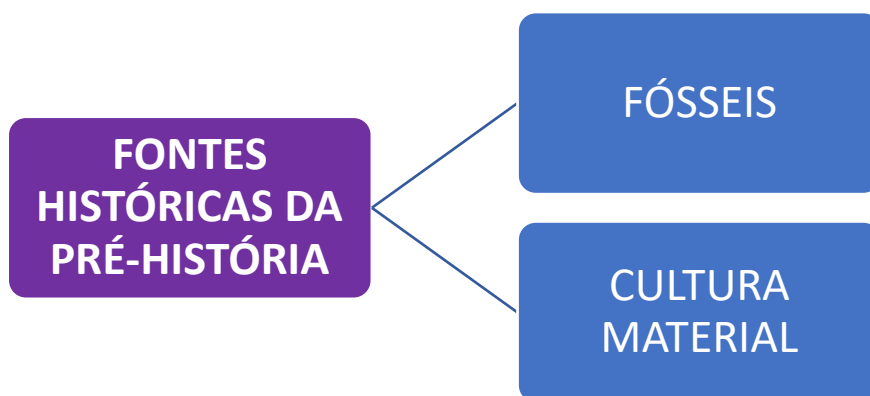 FONTES
HISTÓRICAS DA
PRÉ-HISTÓRIA
FÓSSEIS
CULTURA
MATERIAL